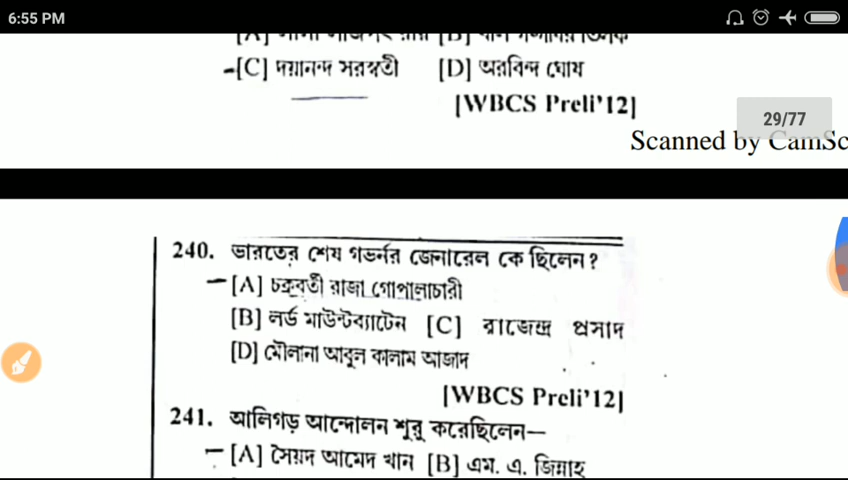 6:55 PM
-[C] দয়ানন্দ সরস্বতী [D] অরবিন্দ ঘোষ
[WBCS Preli'12]
29/77
Scanned by CamSc
240. ভারতের শেষ গভর্নর জেনারেল কে ছিলেন?
-[A] চক্রবর্তী রাজা গোপালাচারী
[B] লর্ড মাউন্টব্যাটেন [C] রাজেন্দ্র প্রসাদ
[D] মৌলানা আবুল কালাম আজাদ
[WBCS Preli'12]
241. আলিগড় আন্দোলন শুরু করেছিলেন—
-[A] সৈয়দ আমেদ খান [B] এম. এ. জিন্নাহ